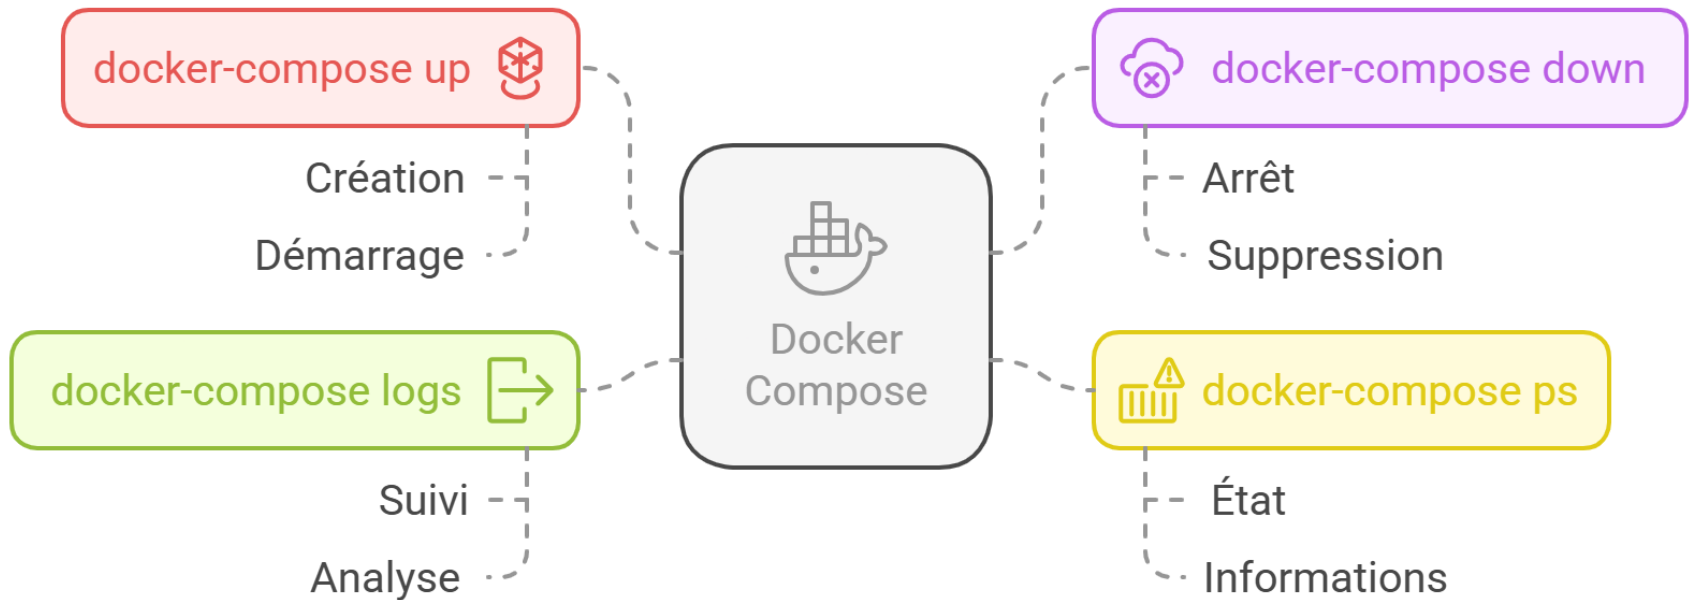 docker-compose up
Création
Démarrage
docker-compose logs
Suivi
Analyse
Docker
Compose
docker-compose down
Arrêt
Suppression
docker-compose ps
État
Informations